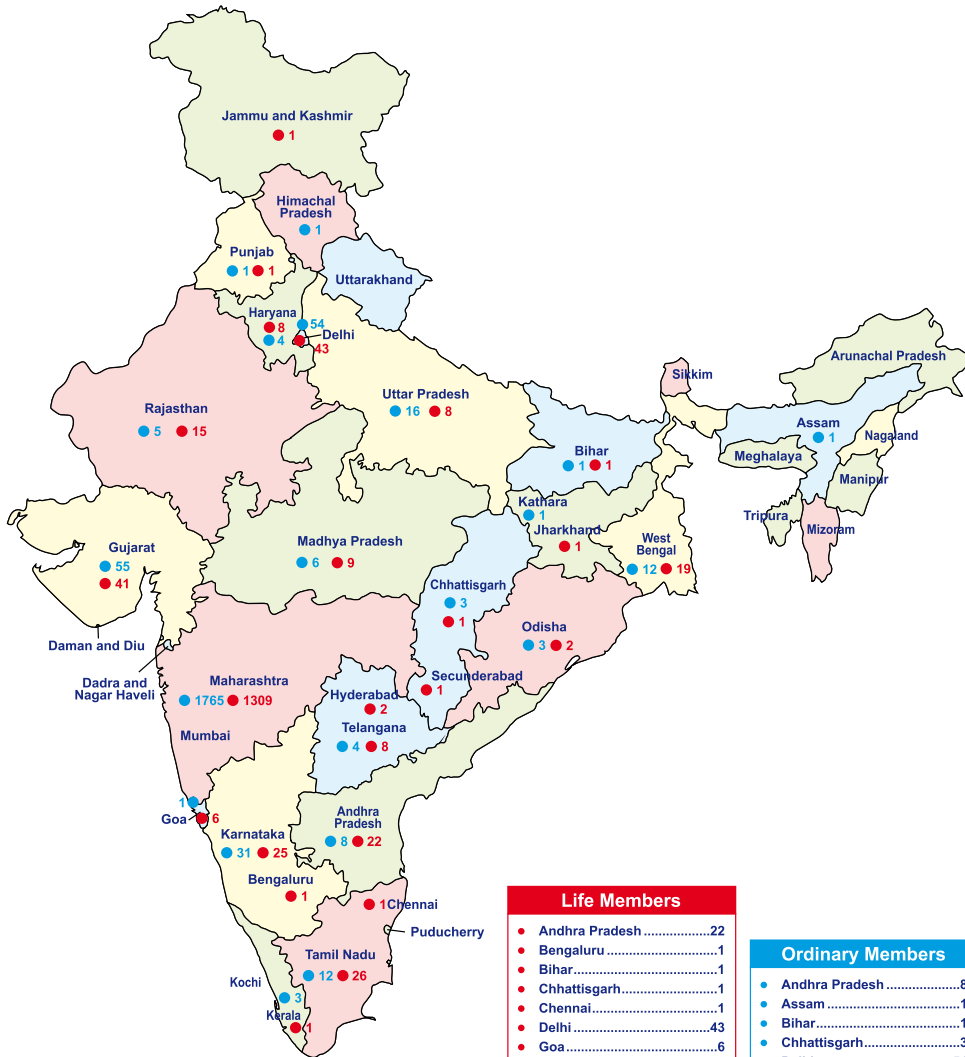 Jammu and Kashmir
1
Himachal
Pradesh
1
Punjab
1 1
Uttarakhand
Haryana
8
4
54
Delhi
43
Arunachal Pradesh
Sikkim
Uttar Pradesh
16 8
Rajasthan
5 15
Assam
1
Nagaland
Bihar
1 1
Meghalaya
Manipur
Kathara
1
Tripura
Mizoram
Jharkhand
1
West
Bengal
12 19
Gujarat
55
41
Madhya Pradesh
6 9
Chhattisgarh
3
1
Odisha
3 2
Daman and Diu
Dadra and
Nagar Haveli
Maharashtra
1765 1309
Mumbai
Secunderabad
1
Hyderabad
2
Telangana
4 8
1
Goa
6
Andhra
Pradesh
8 22
Karnataka
31 25
Bengaluru
1
1 Chennai
Puducherry
Tamil Nadu
12 26
Kochi
3
Kerala
1
Life Members
• Andhra Pradesh....................22
• Bengaluru................................1
• Bihar.......................................1
• Chhattisgarh...........................1
• Chennai..................................1
• Delhi.....................................43
• Goa.........................................6
Ordinary Members
• Andhra Pradesh......................8
• Assam.....................................1
• Bihar.......................................1
• Chhattisgarh...........................3